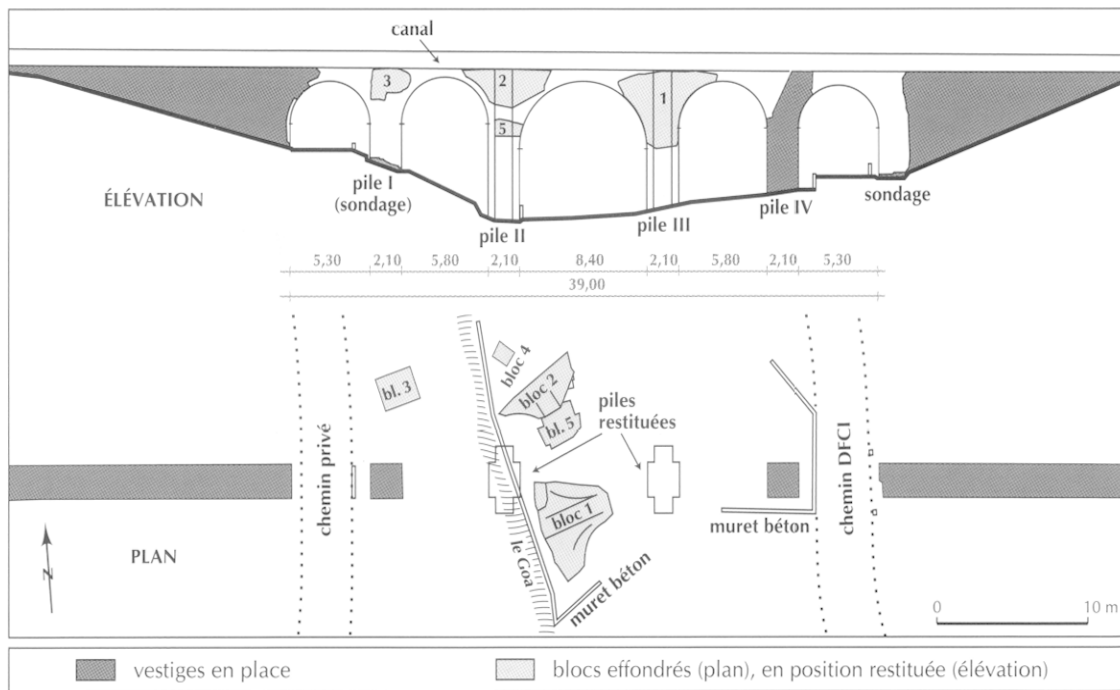 canal
3
2
1
5
ÉLÉVATION
pile I
(sondage)
pile II
pile III
pile IV
sondage
5,30 2,10 5,80 2,10 8,40 2,10 5,80 2,10 5,30
39,00
bloc 4
bl. 3
bloc 2
bl. 5
piles
restituées
chemin privé
chemin DFCI
bloc 1
muret béton
le Goa
PLAN
N
muret béton
0 10 m
vestiges en place
blocs effondrés (plan), en position restituée (élévation)